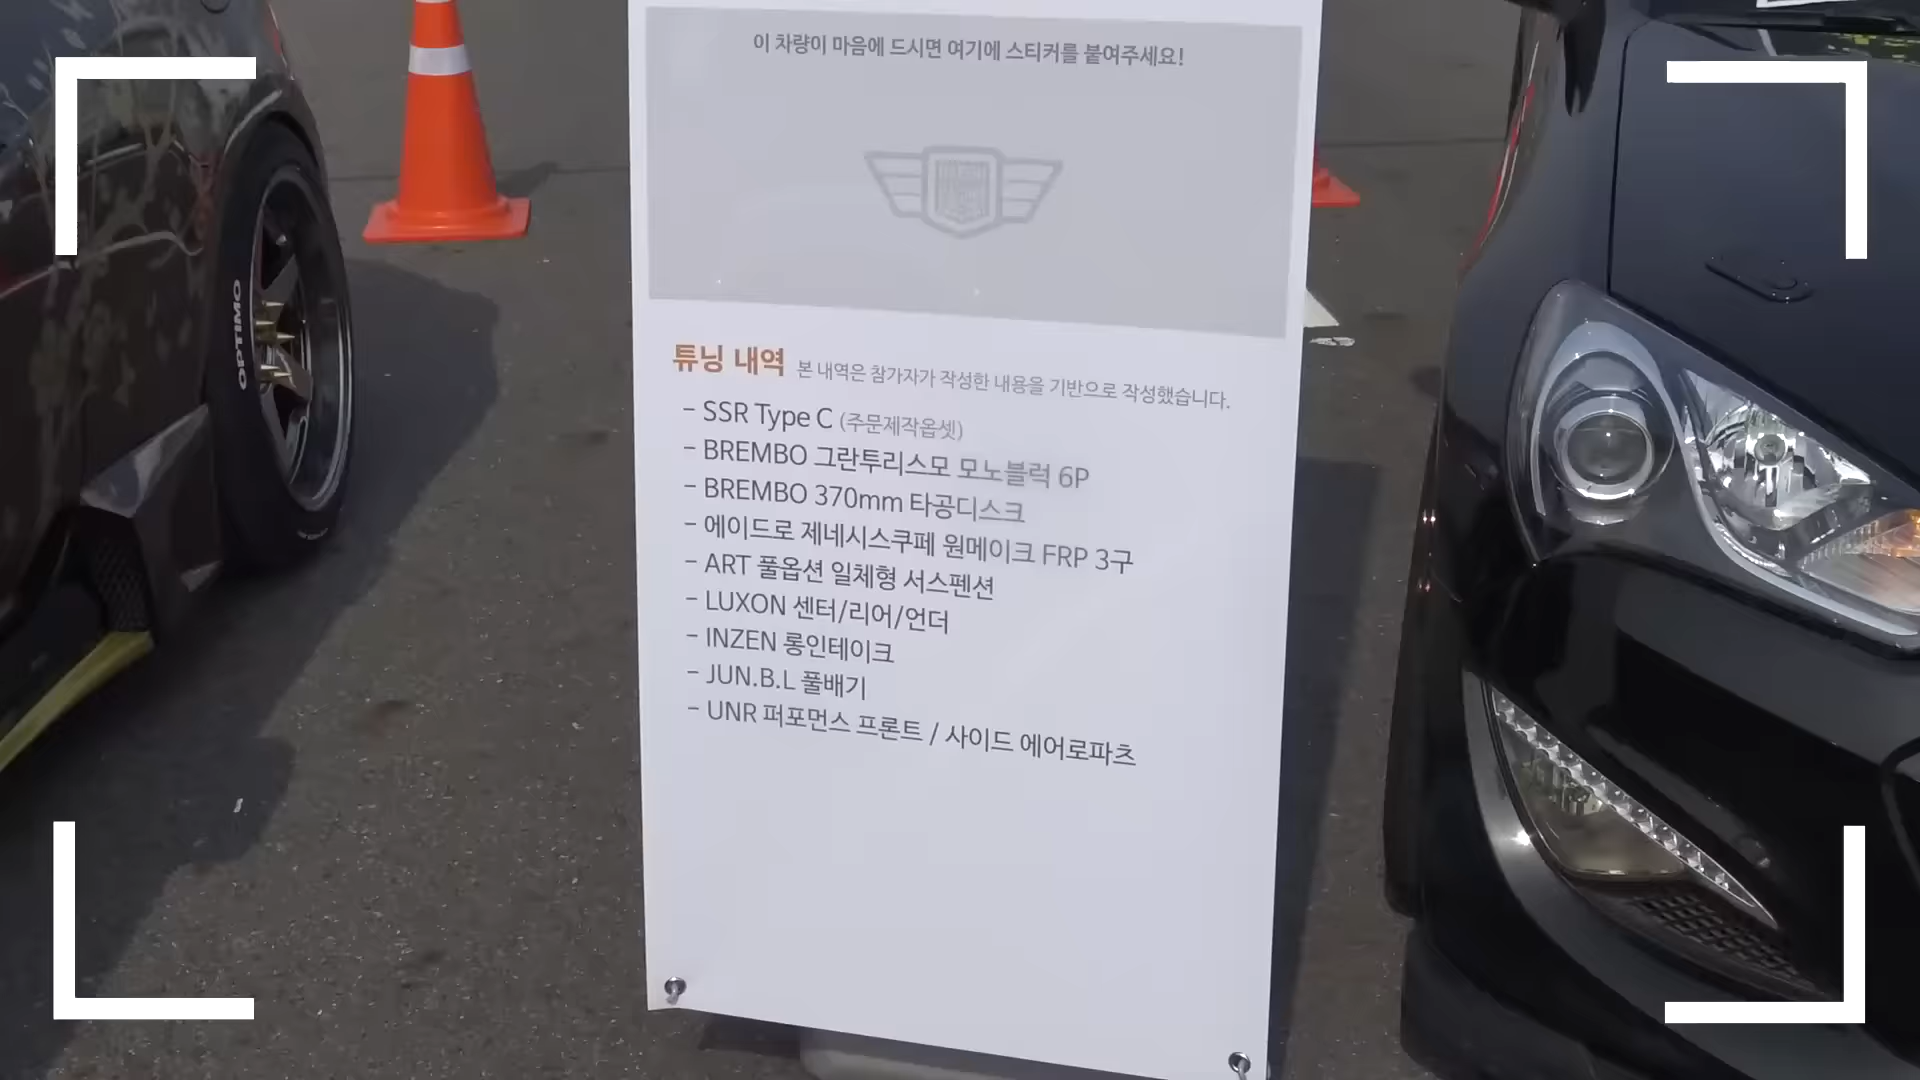 이 차량이 마음에 드시면 여기에 스티커를 붙여주세요!
튜닝 내역 본 내역은 참가자가 작성한 내용을 기반으로 작성했습니다.
- SSR Type C (주문제작옵셋)
- BREMBO 그란투리스모 모노블럭 6P
- BREMBO 370mm 타공디스크
- 에이드로 제네시스쿠페 원메이크 FRP 3구
- ART 풀옵션 일체형 서스펜션
- LUXON 센터/리어/언더
- INZEN 롱인테이크
- JUN.B.L 풀배기
- UNR 퍼포먼스 프론트 / 사이드 에어로파츠
OPTIMO